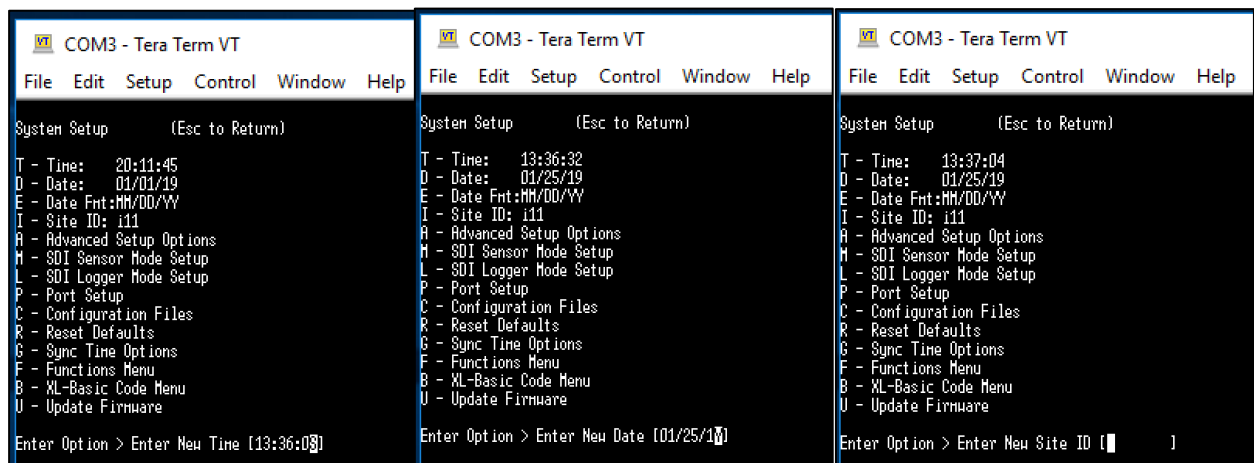 COM3 - Tera Term VT
File Edit Setup Control Window Help
System Setup (Esc to Return)
T - Time: 20:11:45
D - Date: 01/01/19
E - Date Fmt:MM/DD/YY
I - Site ID: i11
A - Advanced Setup Options
M - SDI Sensor Mode Setup
L - SDI Logger Mode Setup
P - Port Setup
C - Configuration Files
R - Reset Defaults
G - Sync Time Options
F - Functions Menu
B - XL-Basic Code Menu
U - Update Firmware
Enter Option > Enter New Time [13:36:0S]
COM3 - Tera Term VT
File Edit Setup Control Window Help
System Setup (Esc to Return)
T - Time: 13:36:32
D - Date: 01/25/19
E - Date Fmt:MM/DD/YY
I - Site ID: i11
A - Advanced Setup Options
M - SDI Sensor Mode Setup
L - SDI Logger Mode Setup
P - Port Setup
C - Configuration Files
R - Reset Defaults
G - Sync Time Options
F - Functions Menu
B - XL-Basic Code Menu
U - Update Firmware
Enter Option > Enter New Date [01/25/1Y]
COM3 - Tera Term VT
File Edit Setup Control Window Help
System Setup (Esc to Return)
T - Time: 13:37:04
D - Date: 01/25/19
E - Date Fmt:MM/DD/YY
I - Site ID: i11
A - Advanced Setup Options
M - SDI Sensor Mode Setup
L - SDI Logger Mode Setup
P - Port Setup
C - Configuration Files
R - Reset Defaults
G - Sync Time Options
F - Functions Menu
B - XL-Basic Code Menu
U - Update Firmware
Enter Option > Enter New Site ID [ ]